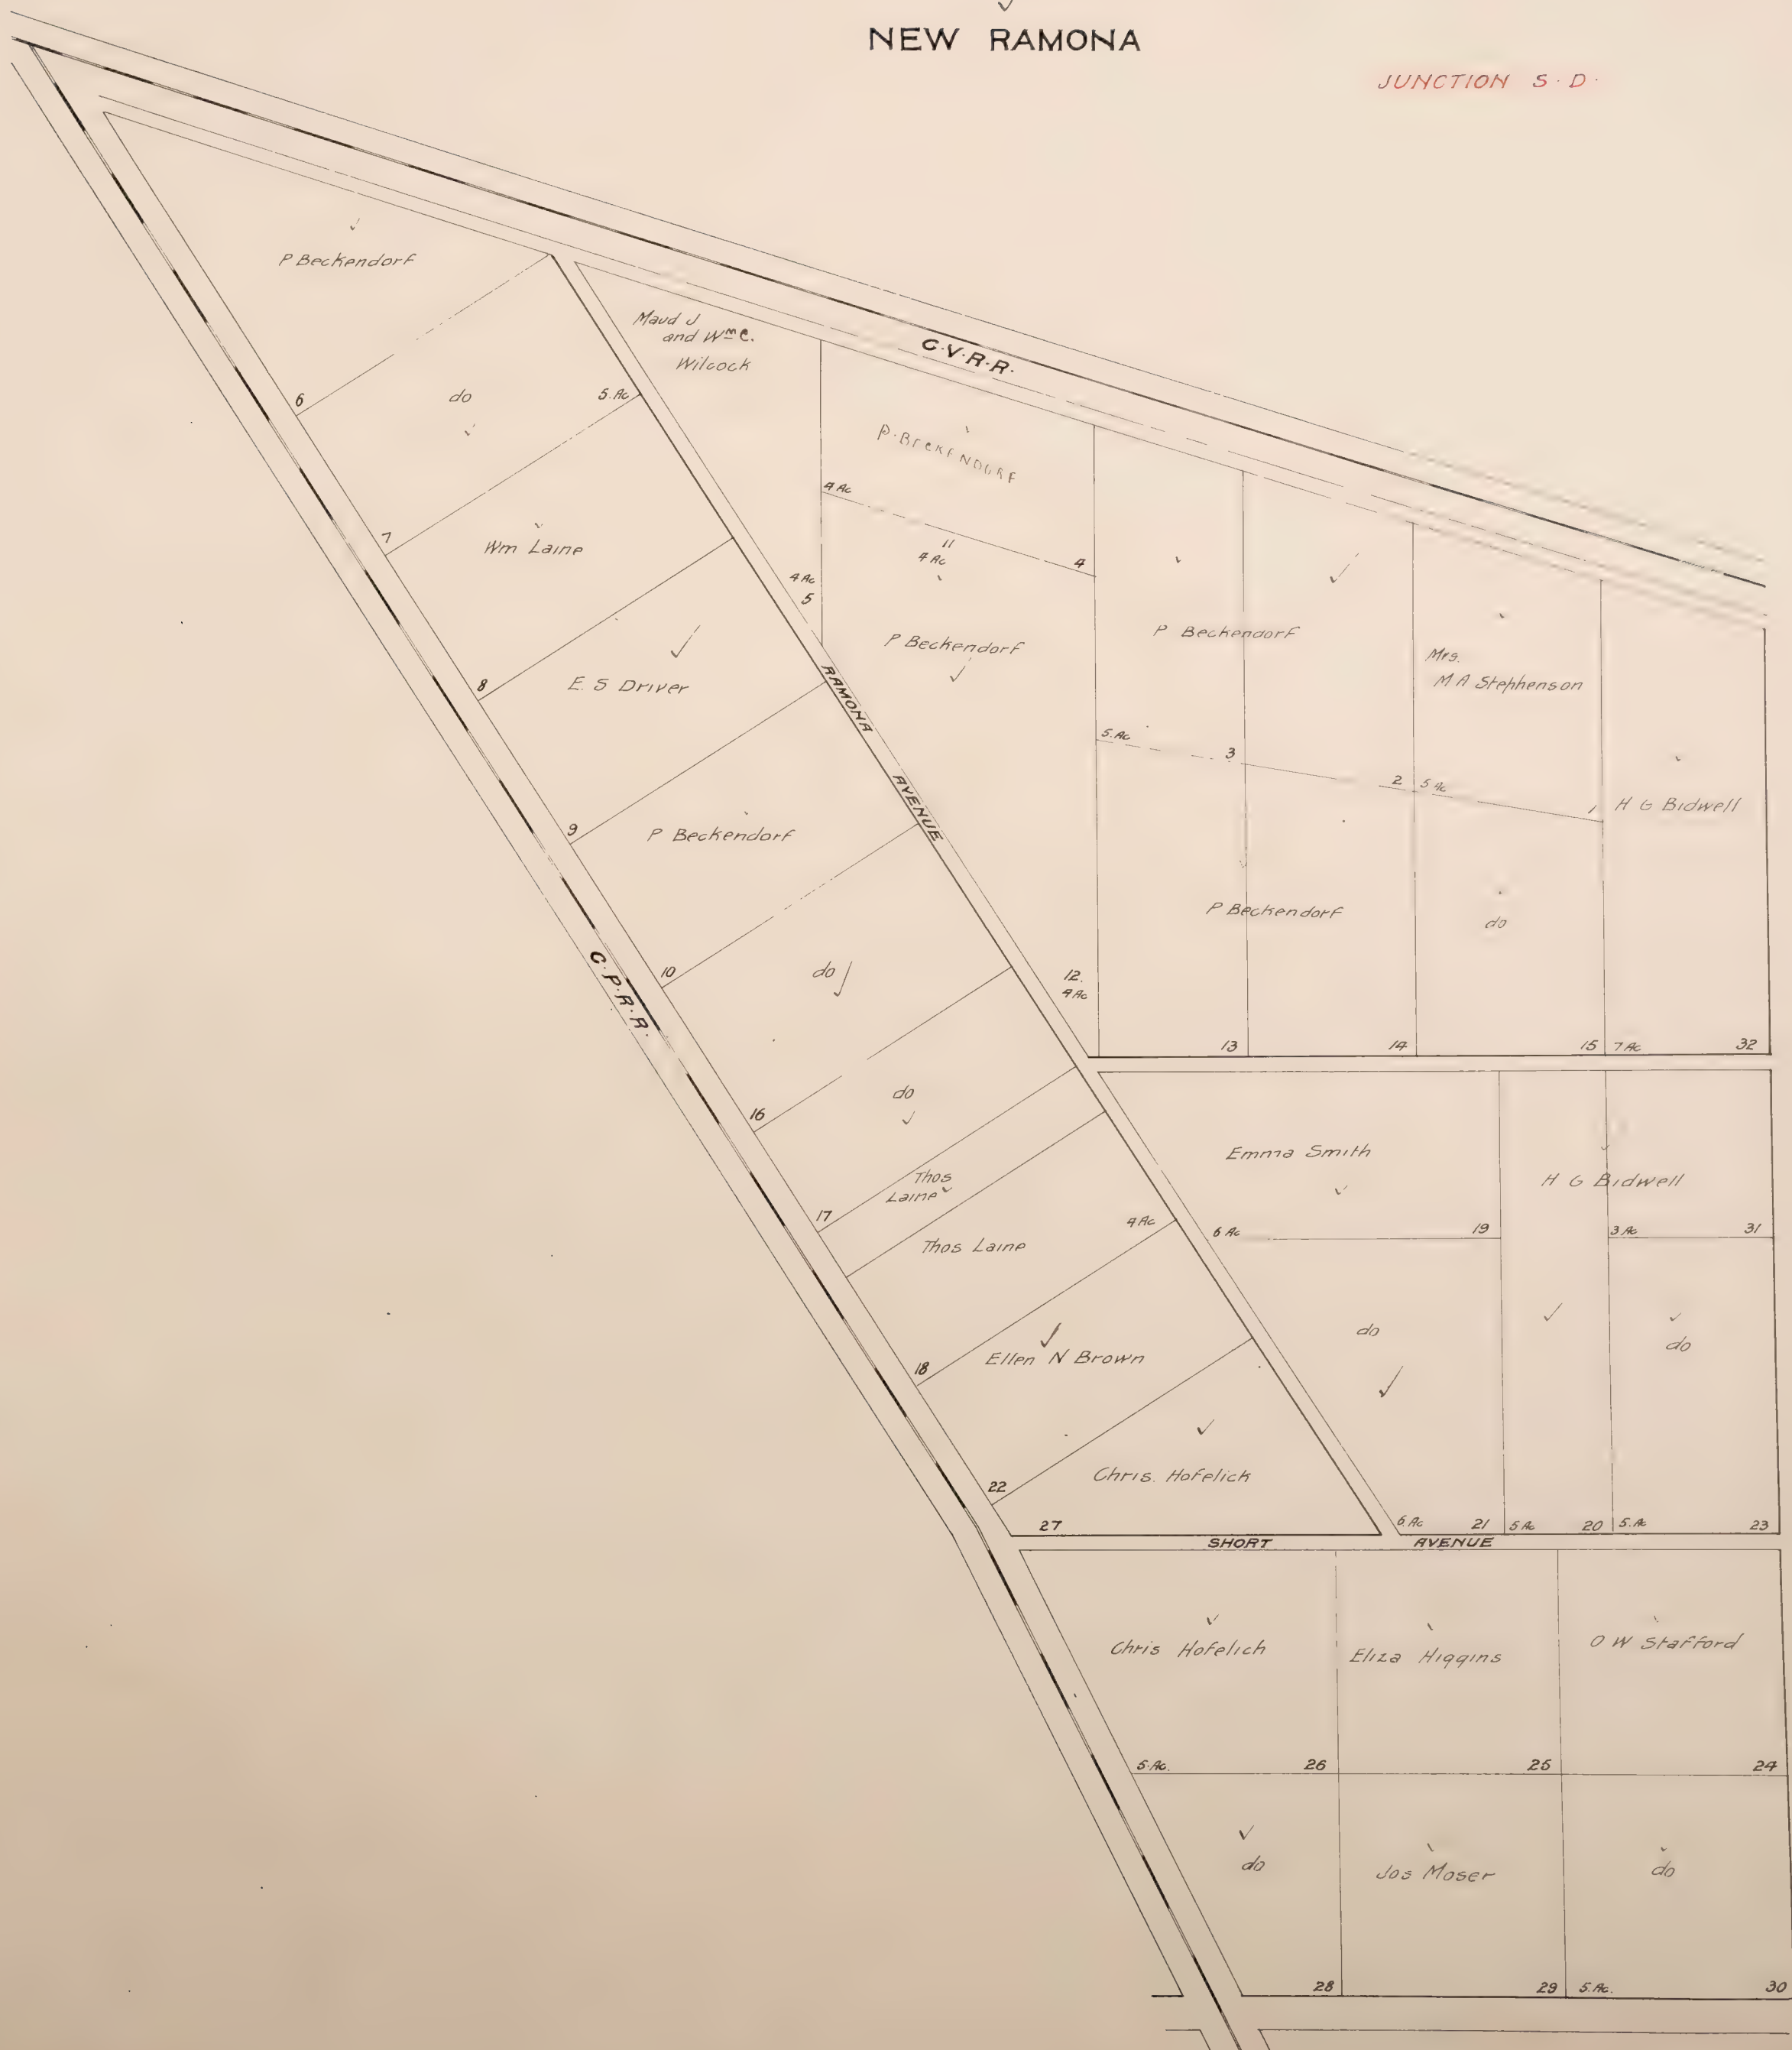 NEW RAMONA
JUNCTION S. D.
P Beckendorf
6
do
5. Ac
7
Maud J
and Wm C.
Wilcock
4 Ac
5
C.V.R.R.
P. BECKENDORF
4 Ac
4
11
4 Ac
P Beckendorf
12.
4 Ac
P Beckendorf
5. Ac
3
2
Mrs.
M A Stephenson
5 Ac
1
H G Bidwell
P Beckendorf
do
13
14
15
7 Ac
32
Wm Laine
8
E. S Driver
9
RAMONA
AVENUE
P Beckendorf
10
C.P.R.R.
do
16
do
17
Thos
Laine
Thos Laine
4 Ac
18
Ellen N Brown
22
Chris. Hofelick
27
Emma Smith
6 Ac
19
H G Bidwell
3 Ac
31
do
do
6 Ac
21
5 Ac
20
5. Ac
23
SHORT AVENUE
Chris Hofelich
Eliza Higgins
O W Stafford
5. Ac.
26
25
24
do
Jos Moser
do
28
29
5. Ac.
30